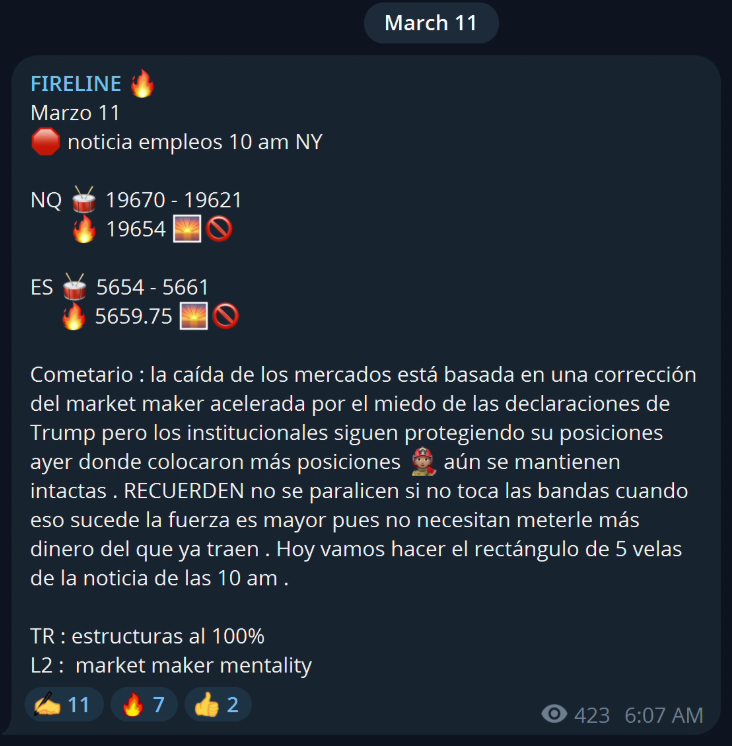 March 11
FIRELINE 🔥
Marzo 11
🛑 noticia empleos 10 am NY
NQ 🥁 19670 - 19621
🔥 19654 🌅🚫
ES 🥁 5654 - 5661
🔥 5659.75 🌅🚫
Cometario : la caída de los mercados está basada en una corrección
del market maker acelerada por el miedo de las declaraciones de
Trump pero los institucionales siguen protegiendo su posiciones
ayer donde colocaron más posiciones 👩🏽‍🚒 aún se mantienen
intactas . RECUERDEN no se paralicen si no toca las bandas cuando
eso sucede la fuerza es mayor pues no necesitan meterle más
dinero del que ya traen . Hoy vamos hacer el rectángulo de 5 velas
de la noticia de las 10 am .
TR : estructuras al 100%
L2 :  market maker mentality
✍️ 11 🔥 7 👍 2
423 6:07 AM